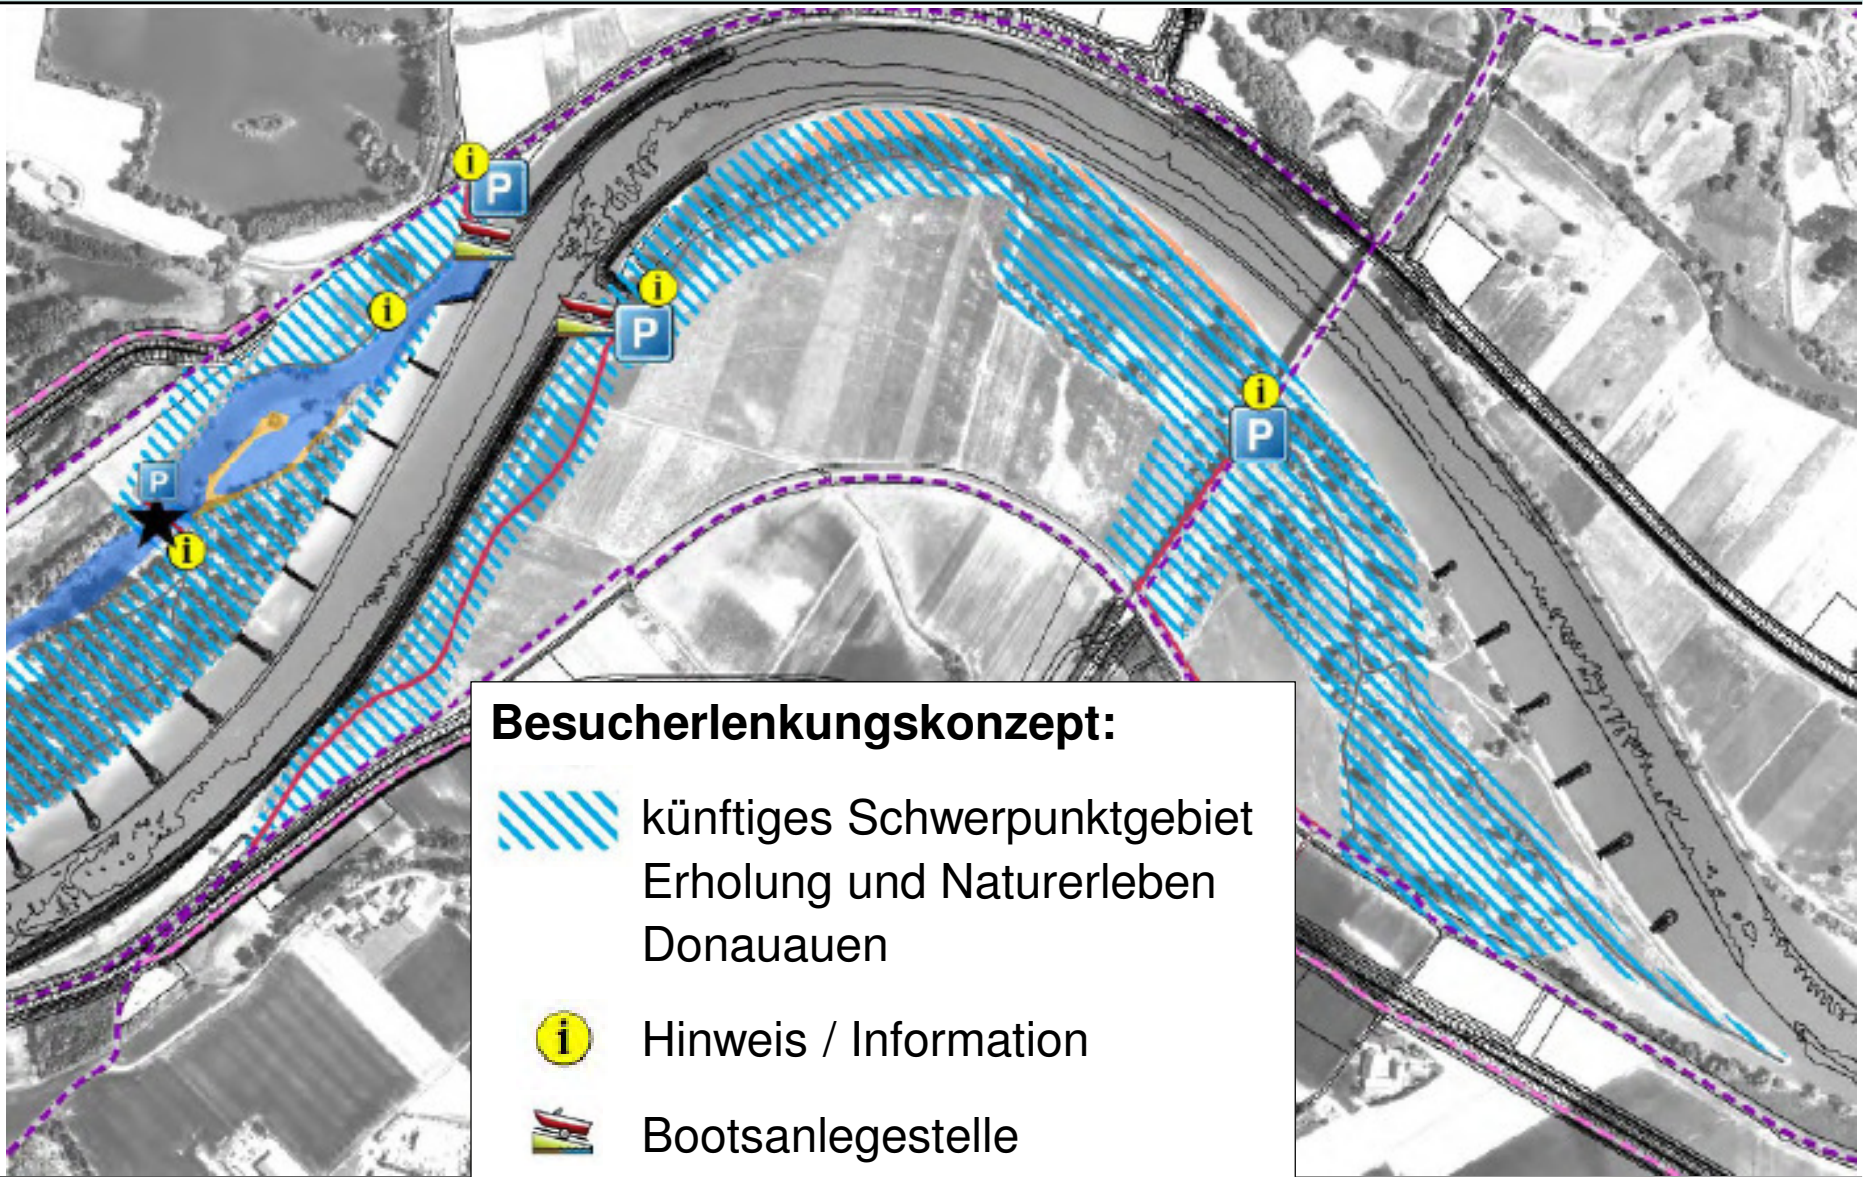 i
P
i
P
i
i
P
P
i
Besucherlenkungskonzept:
künftiges Schwerpunktgebiet
Erholung und Naturerleben
Donauauen
i Hinweis / Information
Bootsanlegestelle